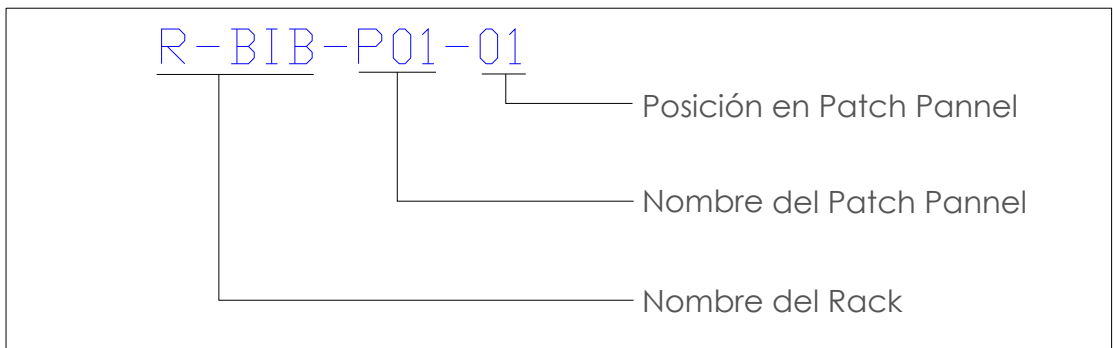 R-BIB-P01-01
Posición en Patch Pannel
Nombre del Patch Pannel
Nombre del Rack